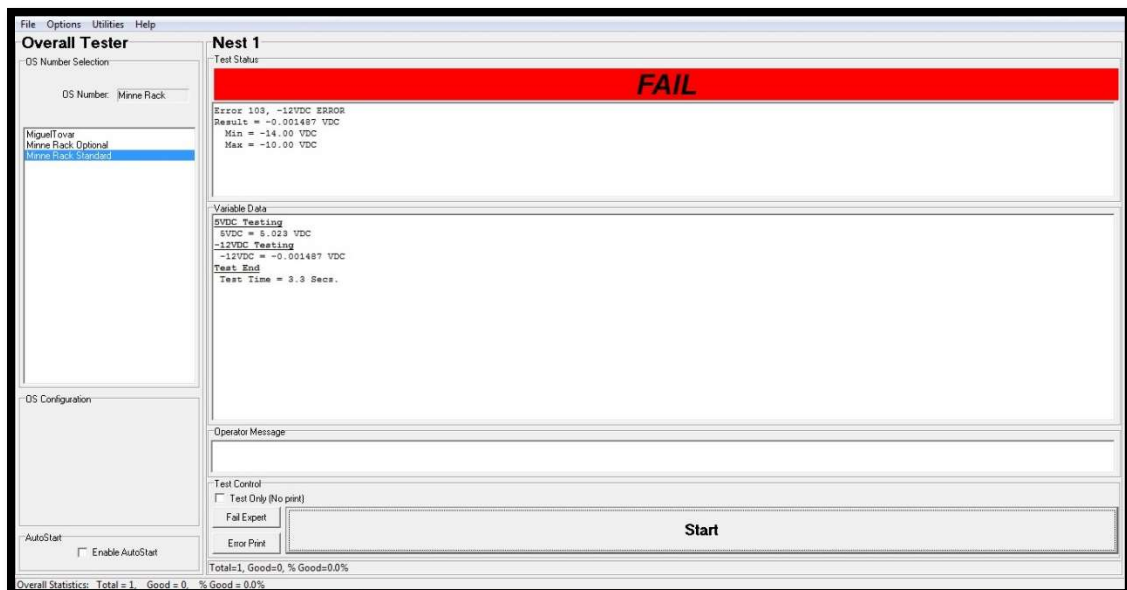 File Options Utilities Help
Overall Tester
OS Number Selection
OS Number: Minne Rack
MiguelTovar
Minne Rack Optional
Minne Rack Standard
OS Configuration
AutoStart
Enable AutoStart
Nest 1
Test Status
FAIL
Error 103, -12VDC ERROR
Result = -0.001487 VDC
Min = -14.00 VDC
Max = -10.00 VDC
Variable Data
5VDC Testing
5VDC = 5.023 VDC
-12VDC Testing
-12VDC = -0.001487 VDC
Test End
Test Time = 3.3 Secs.
Operator Message
Test Control
Test Only (No print)
Fail Expert
Error Print
Start
Total=1, Good=0, % Good=0.0%
Overall Statistics: Total = 1, Good = 0, % Good = 0.0%